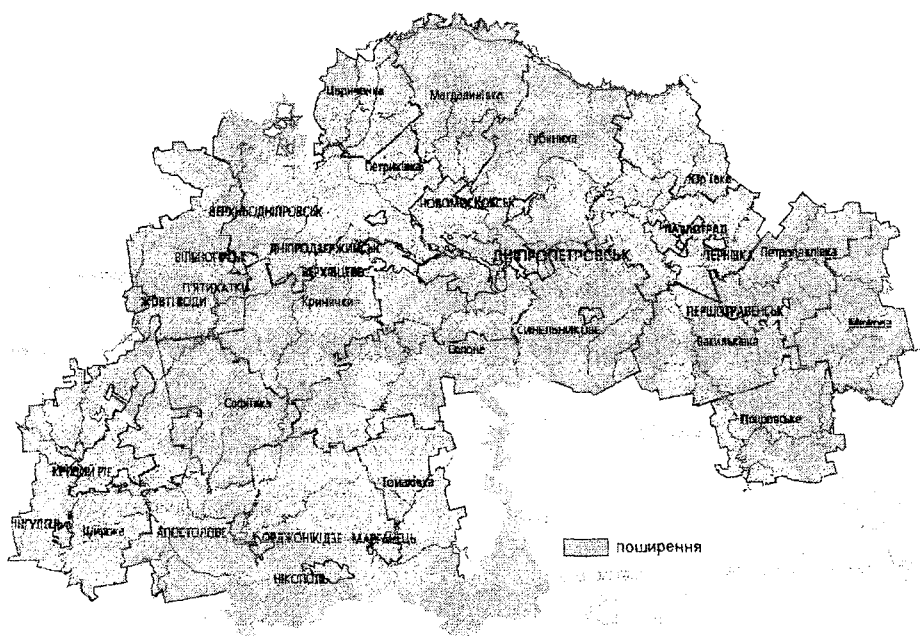 Царичанка
Магдалинівка
Губиниха
Петриківка
Юр'ївка
ВЕРХНЬОДНІПРОВСЬК
НОВОМОСКОВСЬК
ПАВЛОГРАД
ВІЛЬНОГІРСЬК
ДНІПРОДЗЕРЖИНСЬК
ДНІПРОПЕТРОВСЬК
ТЕРНІВКА
Петропавлівка
ВЕРХІВЦЕВЕ
П'ЯТИХАТКИ
ЖОВТІ ВОДИ
Кринички
ПЕРШОТРАВЕНСЬК
СИНЕЛЬНИКОВЕ
Васильківка
Солоне
Софіївка
Покровське
КРИВИЙ РІГ
Томаківка
ІНГУЛЕЦЬ
Широке
АПОСТОЛОВЕ
ОРДЖОНІКІДЗЕ
МАРГАНЕЦЬ
поширення
НІКОПОЛЬ